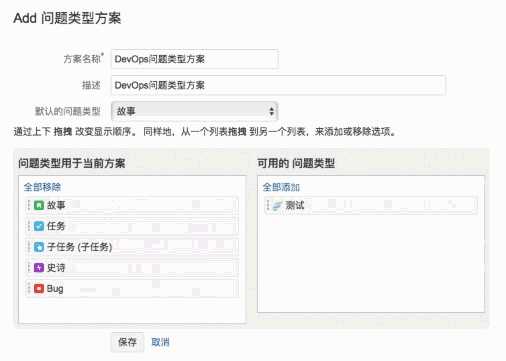 Add 问题类型方案
方案名称* DevOps问题类型方案
描述 DevOps问题类型方案
默认的问题类型 故事
通过上下 拖拽 改变显示顺序。 同样地，从一个列表拖拽 到另一个列表，来添加或移除选项。
问题类型用于当前方案
全部移除
故事
任务
子任务 (子任务)
史诗
Bug
可用的 问题类型
全部添加
测试
保存 取消